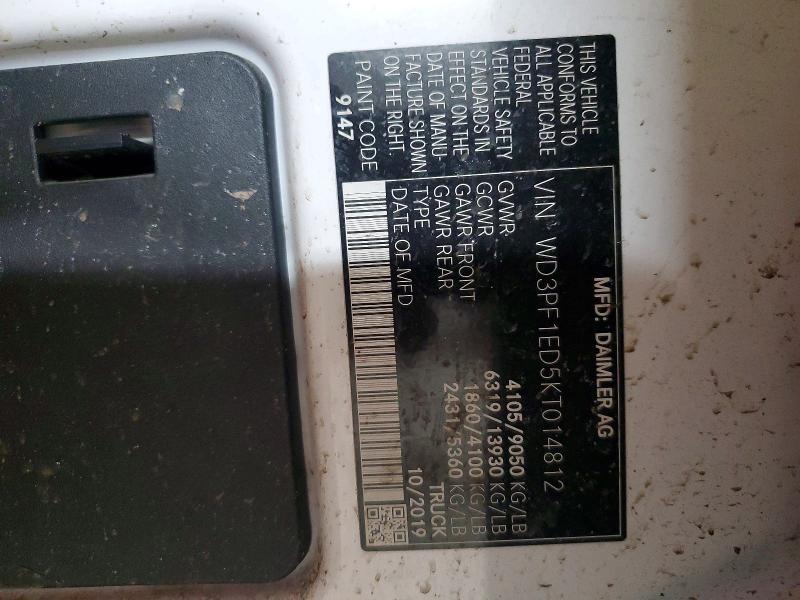 MFD: DAIMLER AG
THIS VEHICLE
CONFORMS TO
ALL APPLICABLE
FEDERAL
VEHICLE SAFETY
STANDARDS IN
EFFECT ON THE
DATE OF MANU-
FACTURE SHOWN
ON THE RIGHT
PAINT CODE
9147
VIN WD3PF1ED5KT014812
GVWR 4105/9050 KG/LB
GCWR 6319/13930 KG/LB
GAWR FRONT 1860/4100 KG/LB
GAWR REAR 2431/5360 KG/LB
TYPE TRUCK
DATE OF MFD 10/2019